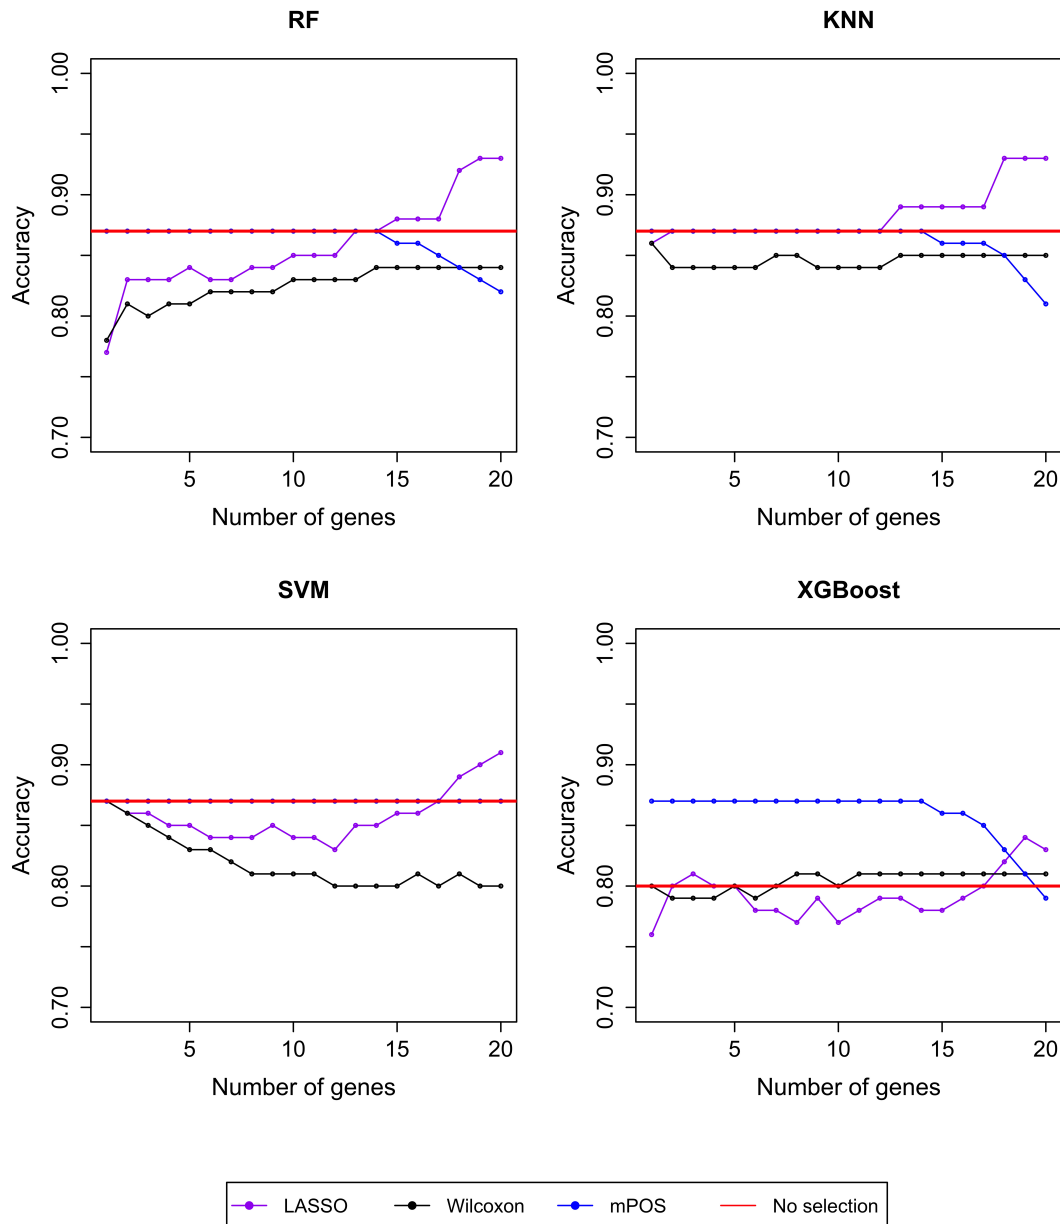 RF
KNN
1.00
0.90
0.80
0.70
Accuracy
5 10 15 20
Number of genes
1.00
0.90
0.80
0.70
Accuracy
5 10 15 20
Number of genes
SVM
XGBoost
1.00
0.90
0.80
0.70
Accuracy
5 10 15 20
Number of genes
1.00
0.90
0.80
0.70
Accuracy
5 10 15 20
Number of genes
LASSO Wilcoxon mPOS No selection